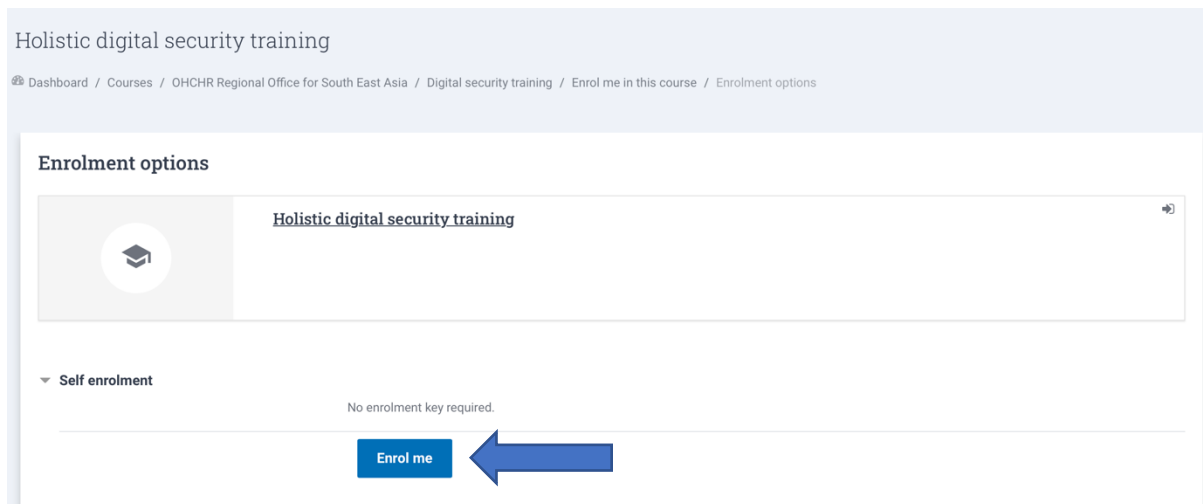 Holistic digital security training
Dashboard / Courses / OHCHR Regional Office for South East Asia / Digital security training / Enrol me in this course / Enrolment options
Enrolment options
Holistic digital security training
Self enrolment
No enrolment key required.
Enrol me